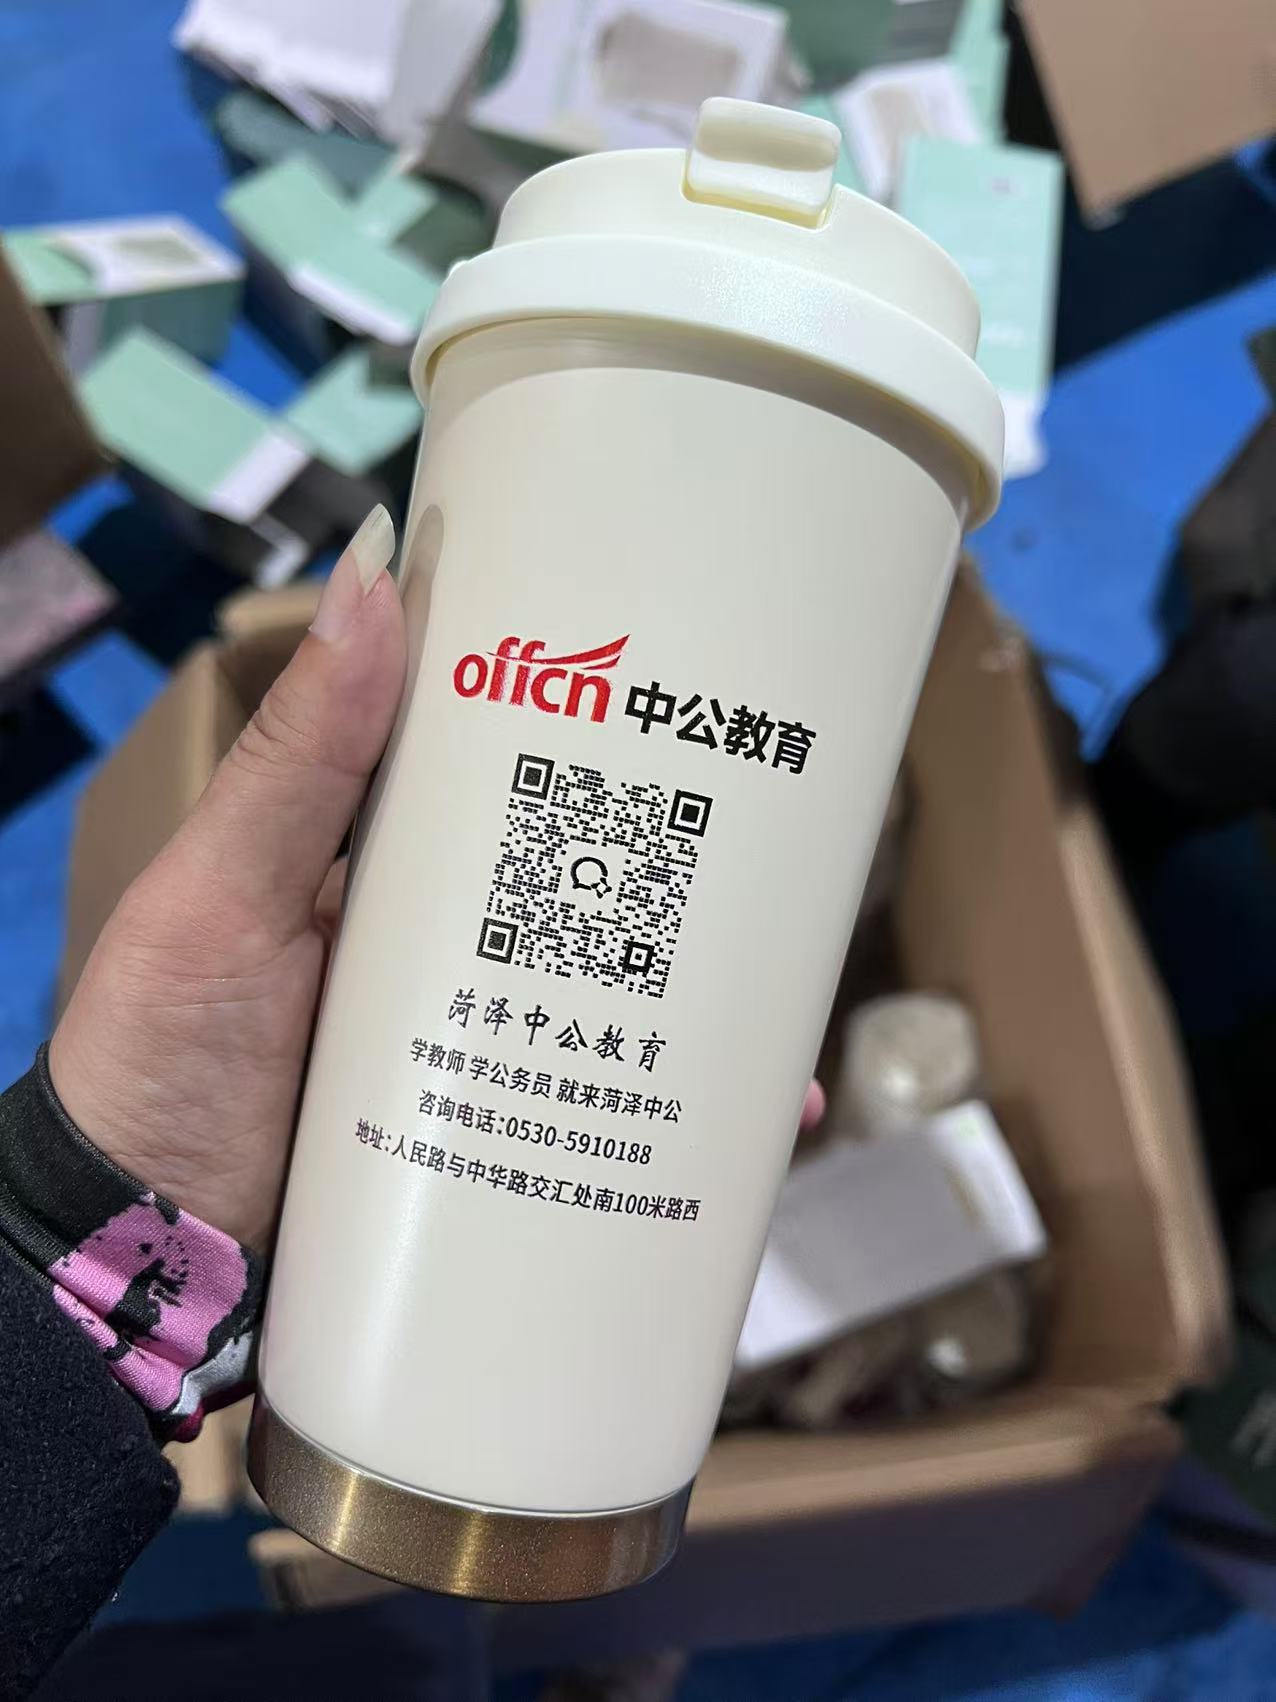 offcn 中公教育
菏泽中公教育
学教师 学公务员 就来菏泽中公
咨询电话:0530-5910188
地址:人民路与中华路交汇处南100米路西